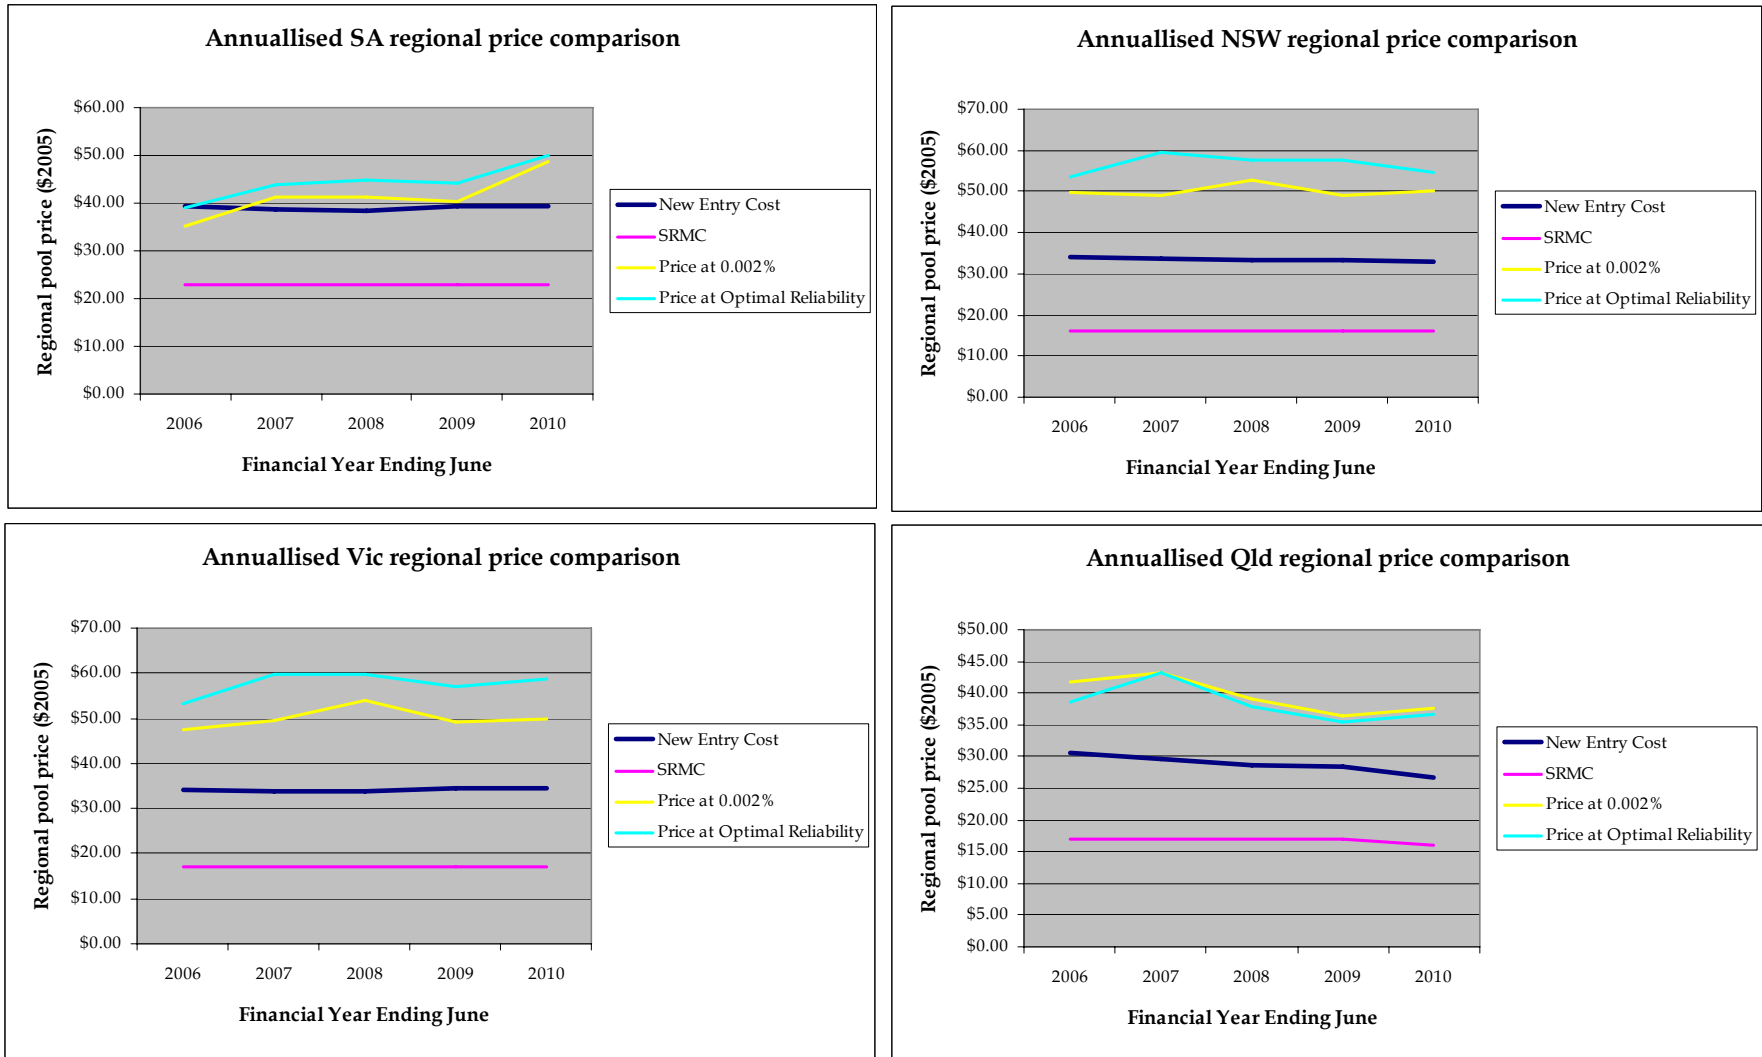 Annuallised SA regional price comparison
Regional pool price ($2005)
$60.00
$50.00
$40.00
$30.00
$20.00
$10.00
$0.00
2006 2007 2008 2009 2010
Financial Year Ending June
New Entry Cost
SRMC
Price at 0.002%
Price at Optimal Reliability
Annuallised NSW regional price comparison
Regional pool price ($2005)
$70.00
$60.00
$50.00
$40.00
$30.00
$20.00
$10.00
$0.00
2006 2007 2008 2009 2010
Financial Year Ending June
New Entry Cost
SRMC
Price at 0.002%
Price at Optimal Reliability
Annuallised Vic regional price comparison
Regional pool price ($2005)
$70.00
$60.00
$50.00
$40.00
$30.00
$20.00
$10.00
$0.00
2006 2007 2008 2009 2010
Financial Year Ending June
New Entry Cost
SRMC
Price at 0.002%
Price at Optimal Reliability
Annuallised Qld regional price comparison
Regional pool price ($2005)
$50.00
$45.00
$40.00
$35.00
$30.00
$25.00
$20.00
$15.00
$10.00
$5.00
$0.00
2006 2007 2008 2009 2010
Financial Year Ending June
New Entry Cost
SRMC
Price at 0.002%
Price at Optimal Reliability